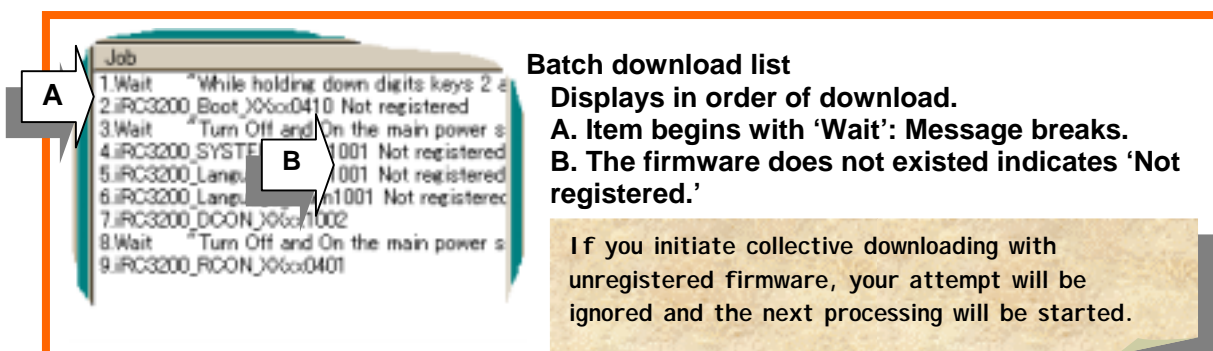 Job
1.Wait "While holding down digits keys 2 a
2.iRC3200_Boot_XXxx0410 Not registered
3.Wait "Turn Off and On the main power s
4.iRC3200_SYSTE 1001 Not registered
5.iRC3200_Langu 1001 Not registered
6.iRC3200_Lang n1001 Not registered
7.iRC3200_DCON_XXxx1002
8.Wait "Turn Off and On the main power s
9.iRC3200_RCON_XXxx0401
A
B
Batch download list
Displays in order of download.
A. Item begins with ‘Wait’: Message breaks.
B. The firmware does not existed indicates ‘Not
registered.’
If you initiate collective downloading with
unregistered firmware, your attempt will be
ignored and the next processing will be started.